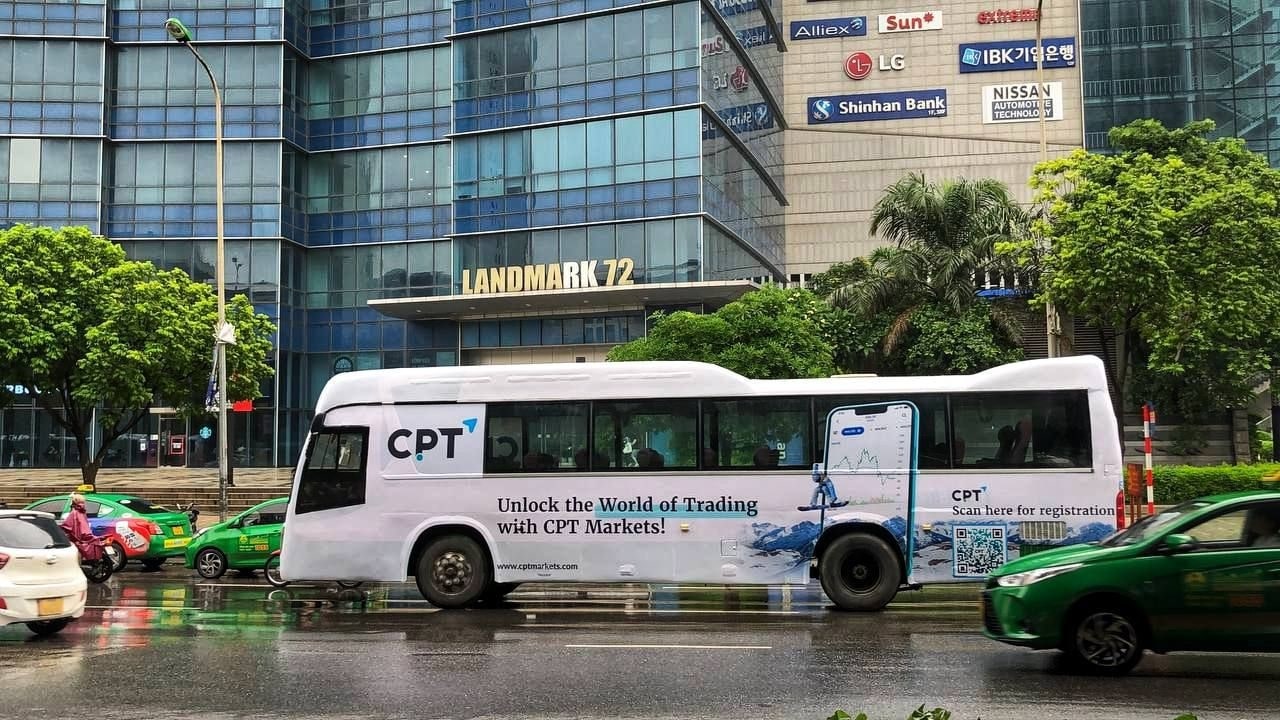 Alliex
Sun*
extreme
LG
IBK기업은행
Shinhan Bank
NISSAN
AUTOMOTIVE
TECHNOLOGY
LANDMARK 72
CPT
Unlock the World of Trading
with CPT Markets!
www.cptmarkets.com
CPT
Scan here for registration